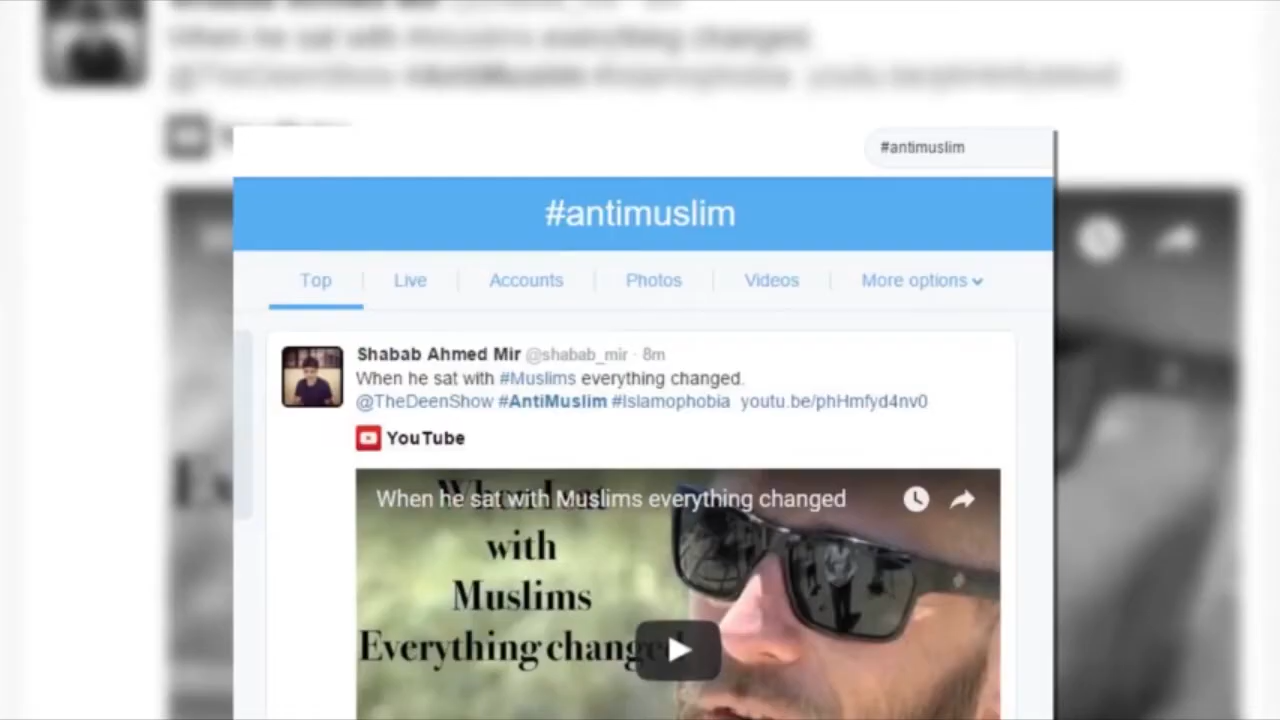 #antimuslim
#antimuslim
Top Live Accounts Photos Videos More options
Shabab Ahmed Mir @shabab_mir · 8m
When he sat with #Muslims everything changed.
@TheDeenShow #AntiMuslim #Islamophobia youtu.be/phHmfyd4nv0
YouTube
When he sat with Muslims everything changed
with
Muslims
Everything changed